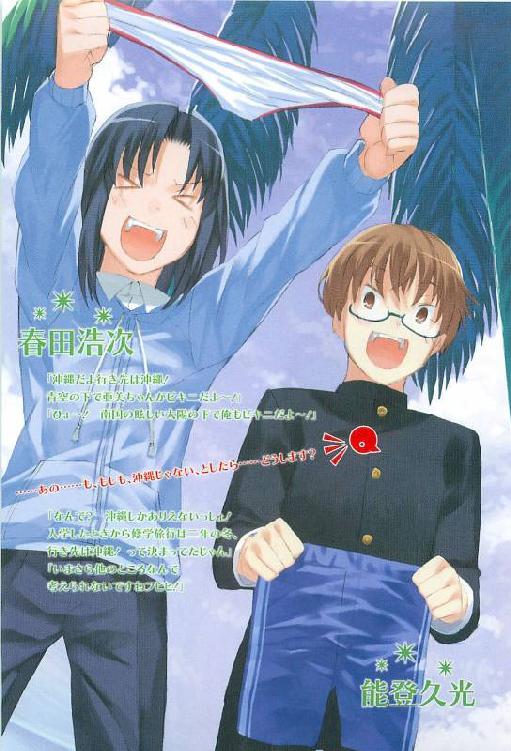 春田浩次
「沖縄だよ行き先は沖縄!
青空の下で亜美ちゃんがビキニだよ〜!」
「ひょ〜っ! 南国の眩しい太陽の下で俺もビキニだよ〜!」
……あの……も、もしも、沖縄じゃない、としたら……どうします?
「なんで? 沖縄しかありえないっしょ!
入学したときから修学旅行は二年の冬、
行き先は沖縄! って決まってたじゃん」
「いまさら他のところなんて
考えられないですねフヒヒ!」
能登久光